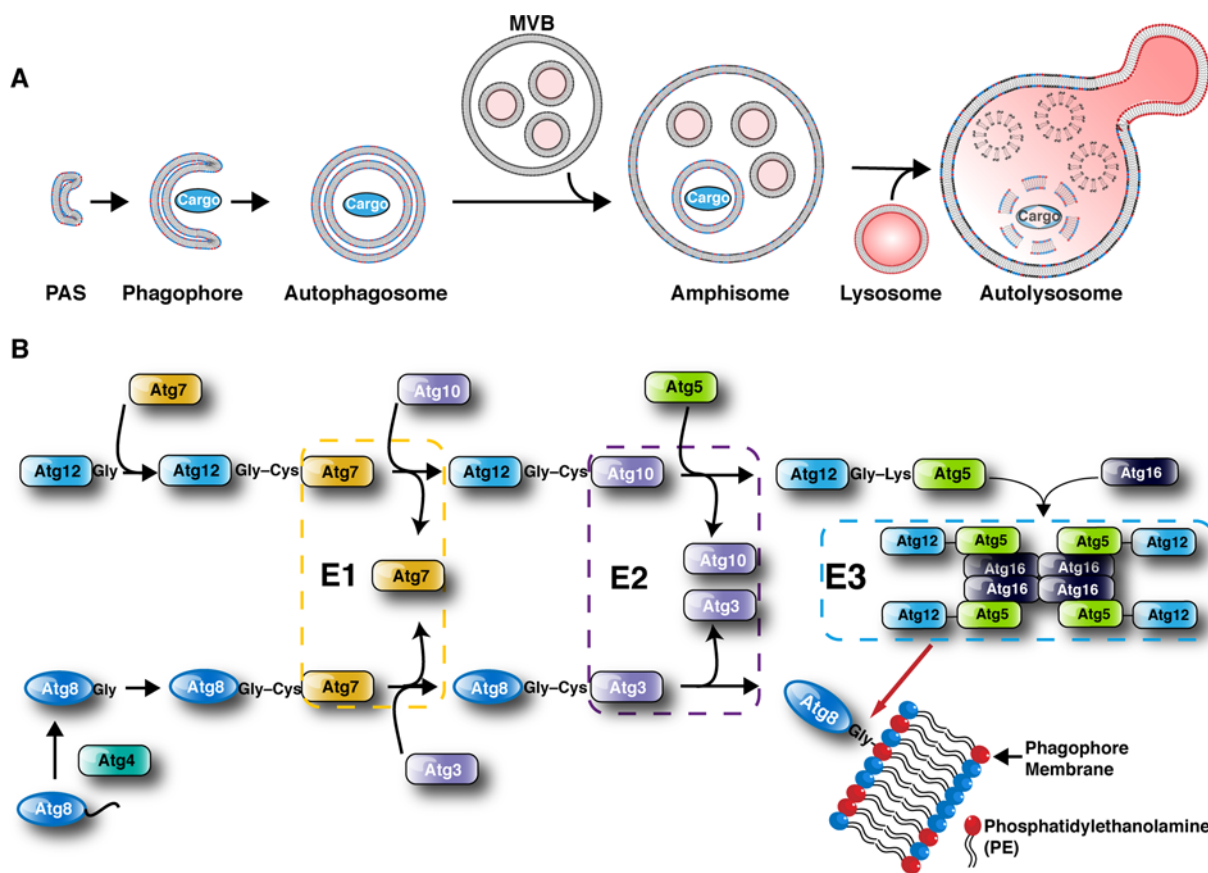 MVB
A
Cargo
Cargo
Cargo
Cargo
PAS Phagophore Autophagosome Amphisome Lysosome Autolysosome
B
Atg7 Atg10 Atg5
Atg12 Gly Atg12 Gly–Cys Atg7 Atg12 Gly–Cys Atg10 Atg12 Gly–Lys Atg5 Atg16
E1 Atg7 E2 Atg10 Atg3
E3
Atg12 Atg5 Atg5 Atg12
Atg16 Atg16
Atg16 Atg16
Atg12 Atg5 Atg5 Atg12
Atg8 Gly Atg8 Gly–Cys Atg7 Atg8 Gly–Cys Atg3
Atg8 Gly
Atg4
Atg3
Atg8
Phagophore
Membrane
Phosphatidylethanolamine
(PE)